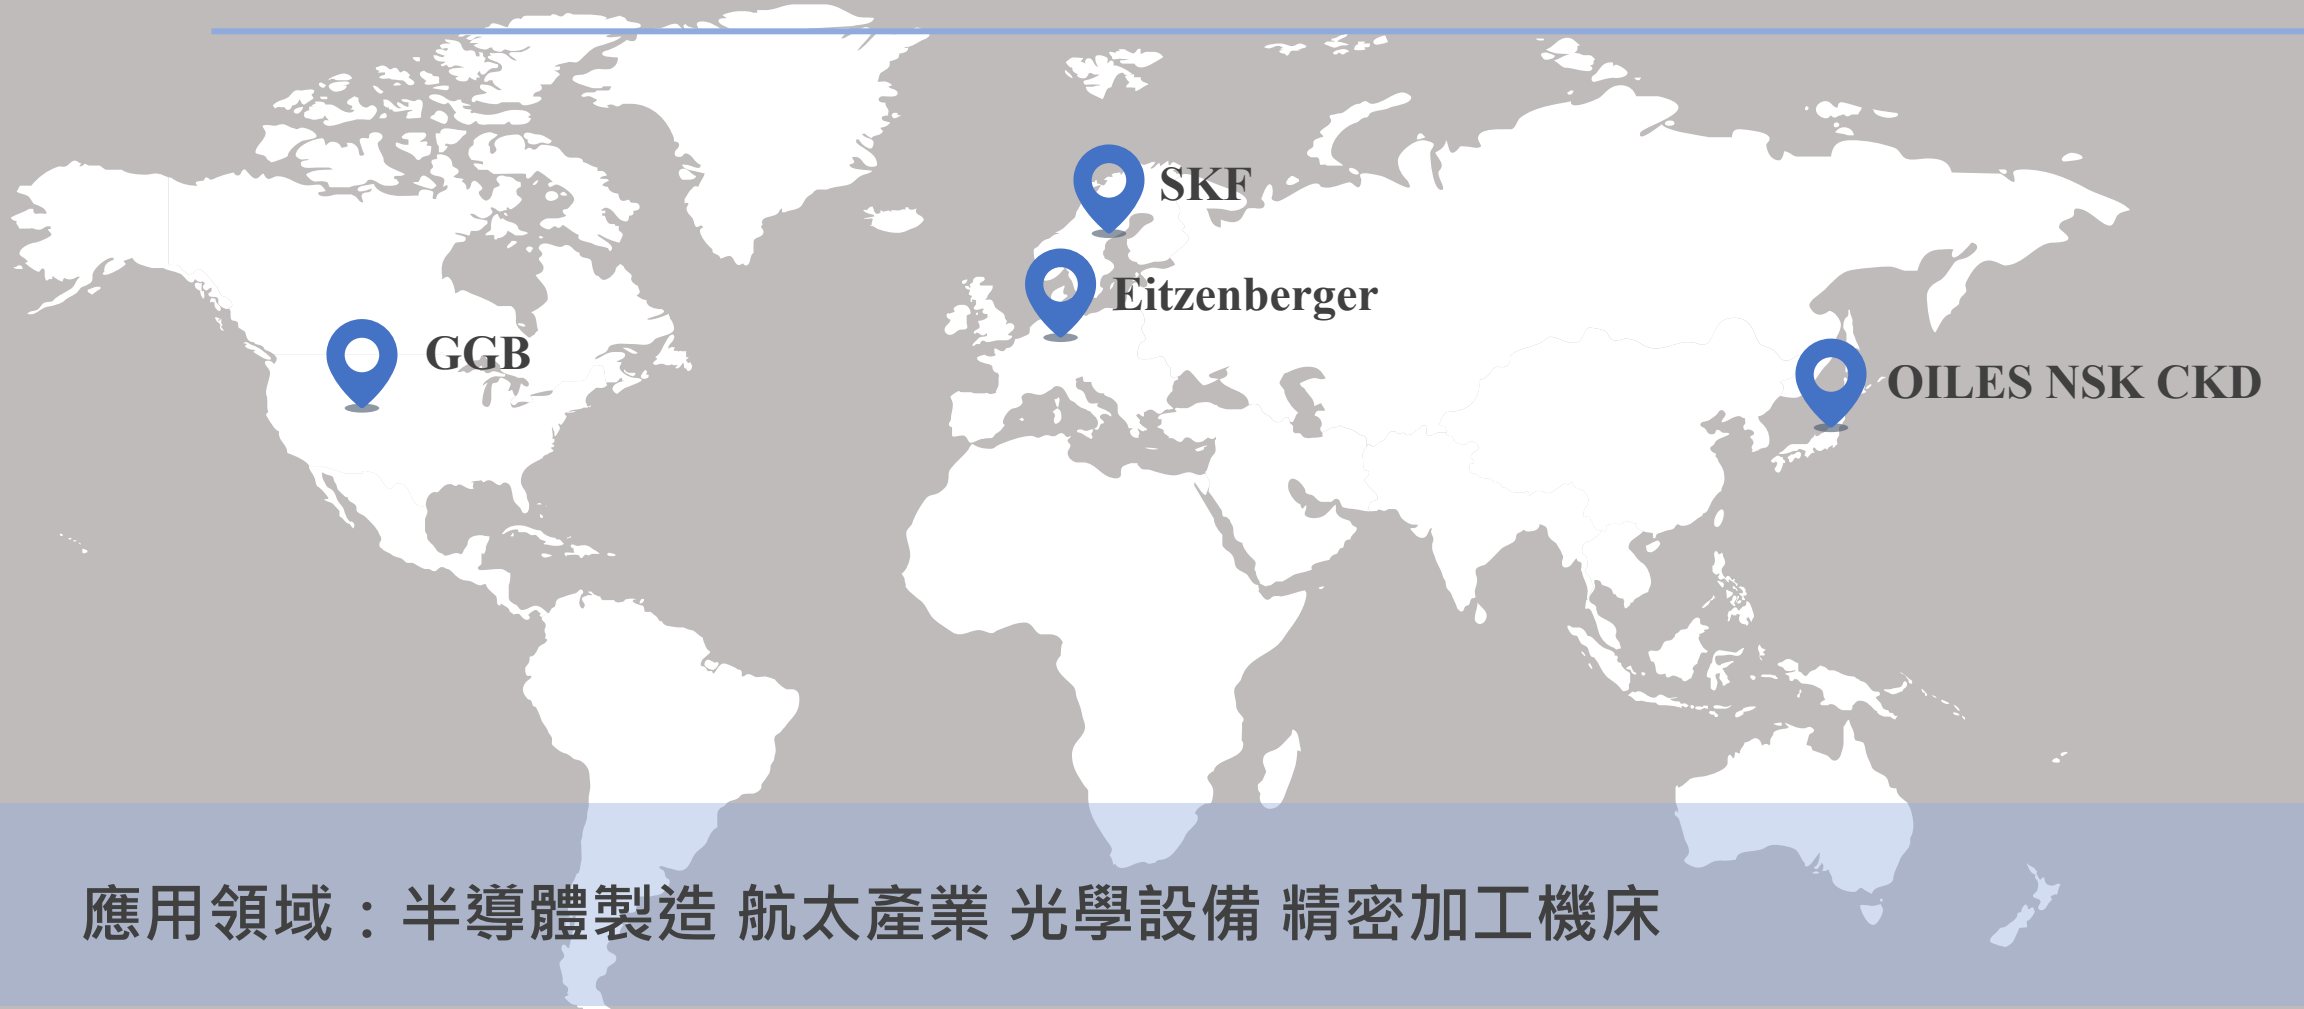 SKF
Eitzenberger
GGB
OILES NSK CKD
應用領域：半導體製造 航太產業 光學設備 精密加工機床